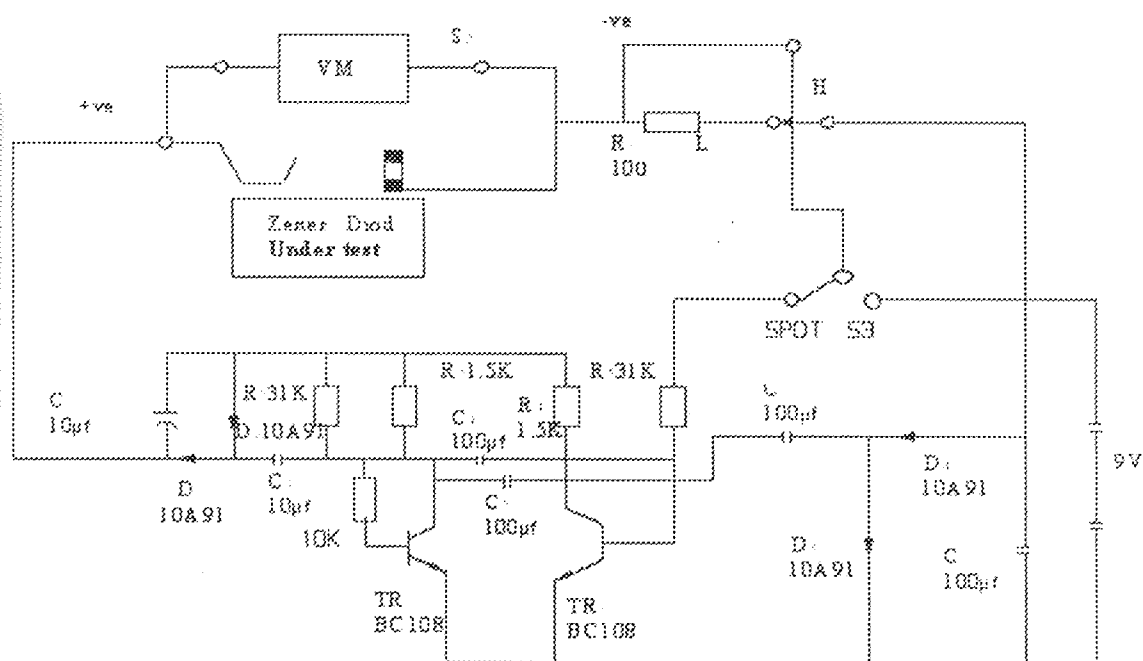 -ve
S
VM
H
+ve
R
L
100
Zener Diod
Under test
SPOT S3
R 31K
R 1.5K
R 31K
C
10µf
D 10A91
C
100µf
R
1.5K
C
100µf
9V
D
10A91
C
10µf
10K
C
100µf
D
10A91
D
10A91
C
100µf
TR
BC108
TR
BC108